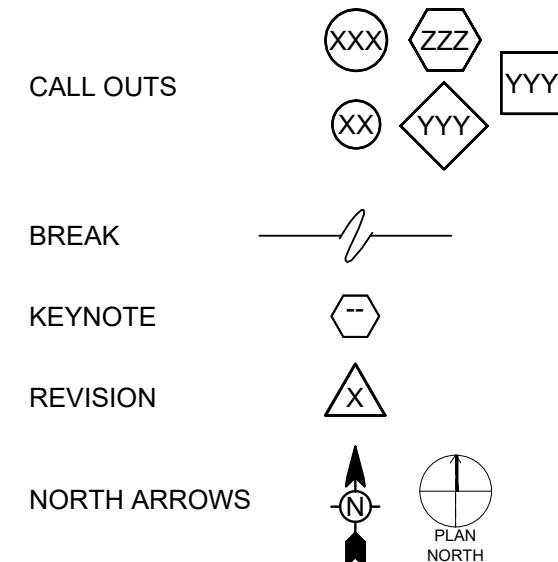 XXX ZZZ
CALL OUTS YYY
XX YYY
BREAK
KEYNOTE --
REVISION X
NORTH ARROWS N
PLAN
NORTH